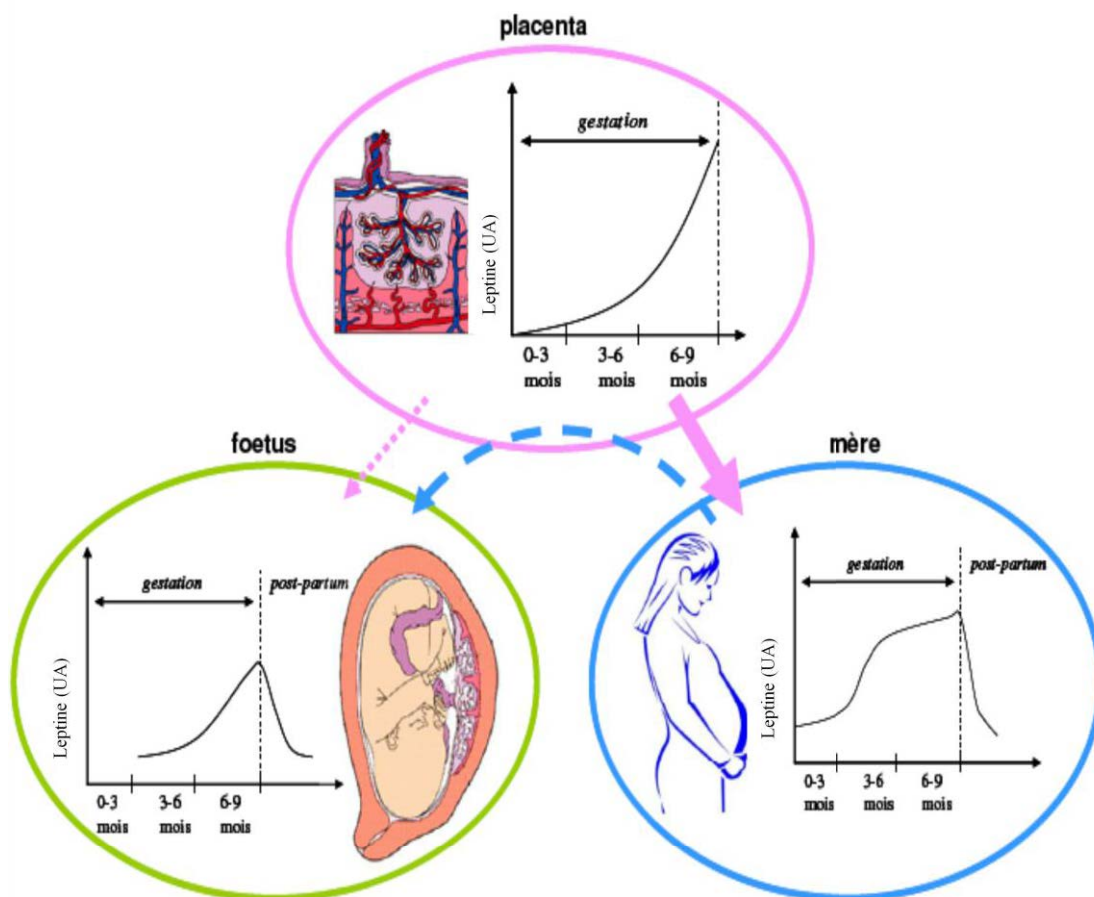 placenta
gestation
Leptine (UA)
0-3 3-6 6-9
mois mois mois
foetus
gestation post-partum
Leptine (UA)
0-3 3-6 6-9
mois mois mois
mère
gestation post-partum
Leptine (UA)
0-3 3-6 6-9
mois mois mois